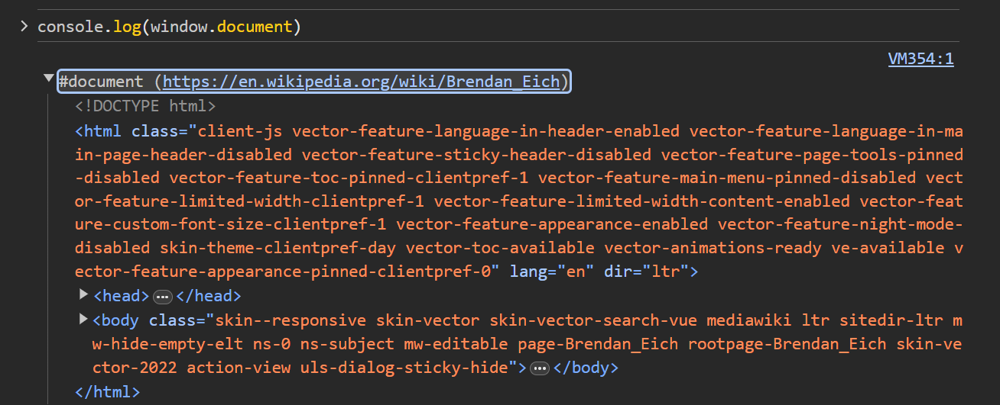 > console.log(window.document)
VM354:1
▼#document (https://en.wikipedia.org/wiki/Brendan_Eich)
<!DOCTYPE html>
<html class="client-js vector-feature-language-in-header-enabled vector-feature-language-in-ma
in-page-header-disabled vector-feature-sticky-header-disabled vector-feature-page-tools-pinned
-disabled vector-feature-toc-pinned-clientpref-1 vector-feature-main-menu-pinned-disabled vect
or-feature-limited-width-clientpref-1 vector-feature-limited-width-content-enabled vector-feat
ure-custom-font-size-clientpref-1 vector-feature-appearance-enabled vector-feature-night-mode-
disabled skin-theme-clientpref-day vector-toc-available vector-animations-ready ve-available v
ector-feature-appearance-pinned-clientpref-0" lang="en" dir="ltr">
▶<head>…</head>
▶<body class="skin--responsive skin-vector skin-vector-search-vue mediawiki ltr sitedir-ltr m
w-hide-empty-elt ns-0 ns-subject mw-editable page-Brendan_Eich rootpage-Brendan_Eich skin-ve
ctor-2022 action-view uls-dialog-sticky-hide">…</body>
</html>